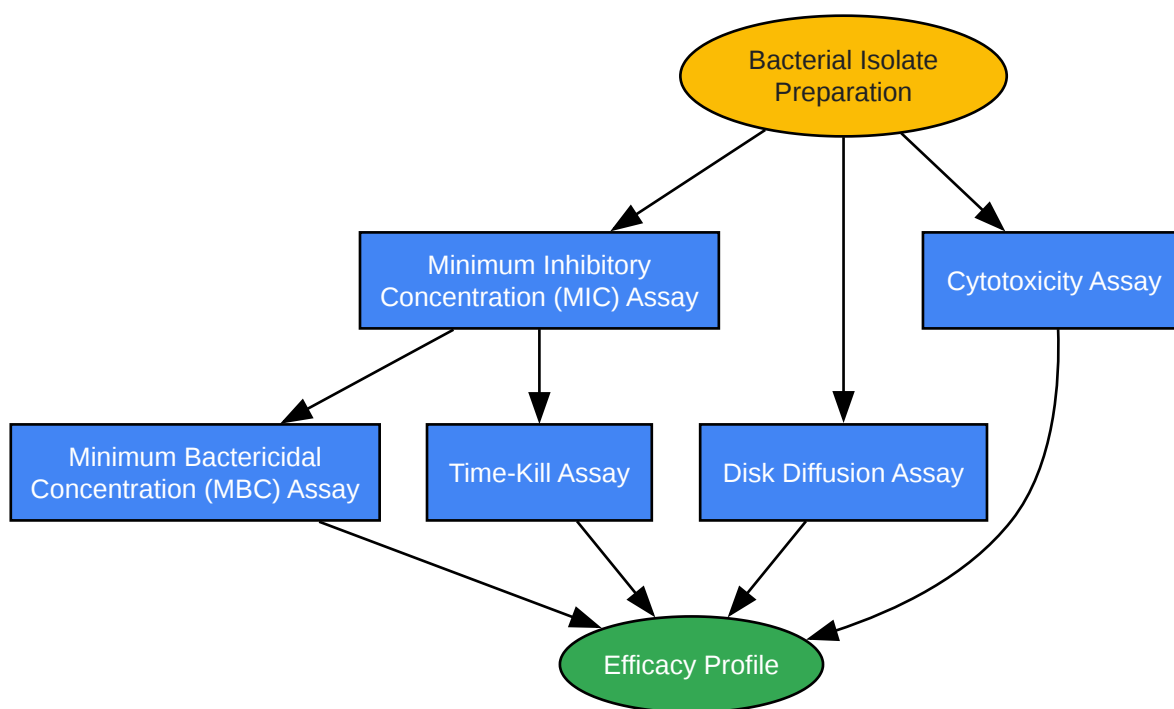 Bacterial Isolate
Preparation
Minimum Inhibitory
Concentration (MIC) Assay
Cytotoxicity Assay
Minimum Bactericidal
Concentration (MBC) Assay
Time-Kill Assay
Disk Diffusion Assay
Efficacy Profile